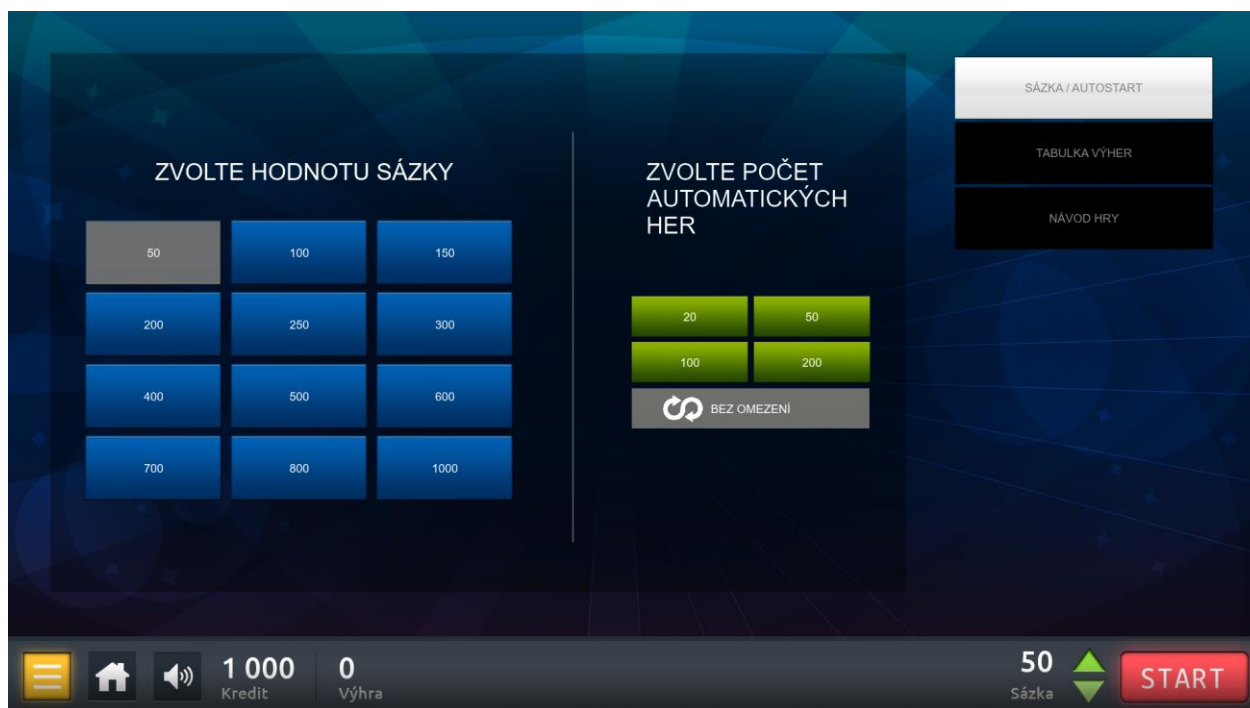 SÁZKA / AUTOSTART
TABULKA VÝHER
NÁVOD HRY
ZVOLTE HODNOTU SÁZKY
50 100 150
200 250 300
400 500 600
700 800 1000
ZVOLTE POČET
AUTOMATICKÝCH
HER
20 50
100 200
BEZ OMEZENÍ
1 000 0 50
Kredit Výhra Sázka
START